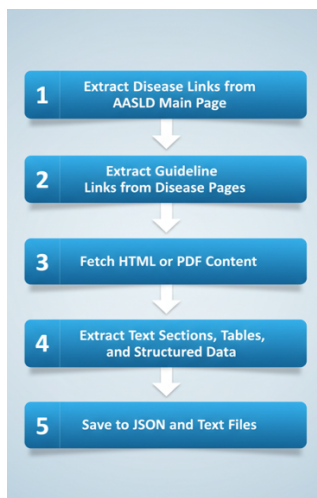 1
Extract Disease Links from
AASLD Main Page
2
Extract Guideline
Links from Disease Pages
3
Fetch HTML or PDF Content
4
Extract Text Sections, Tables,
and Structured Data
5
Save to JSON and Text Files